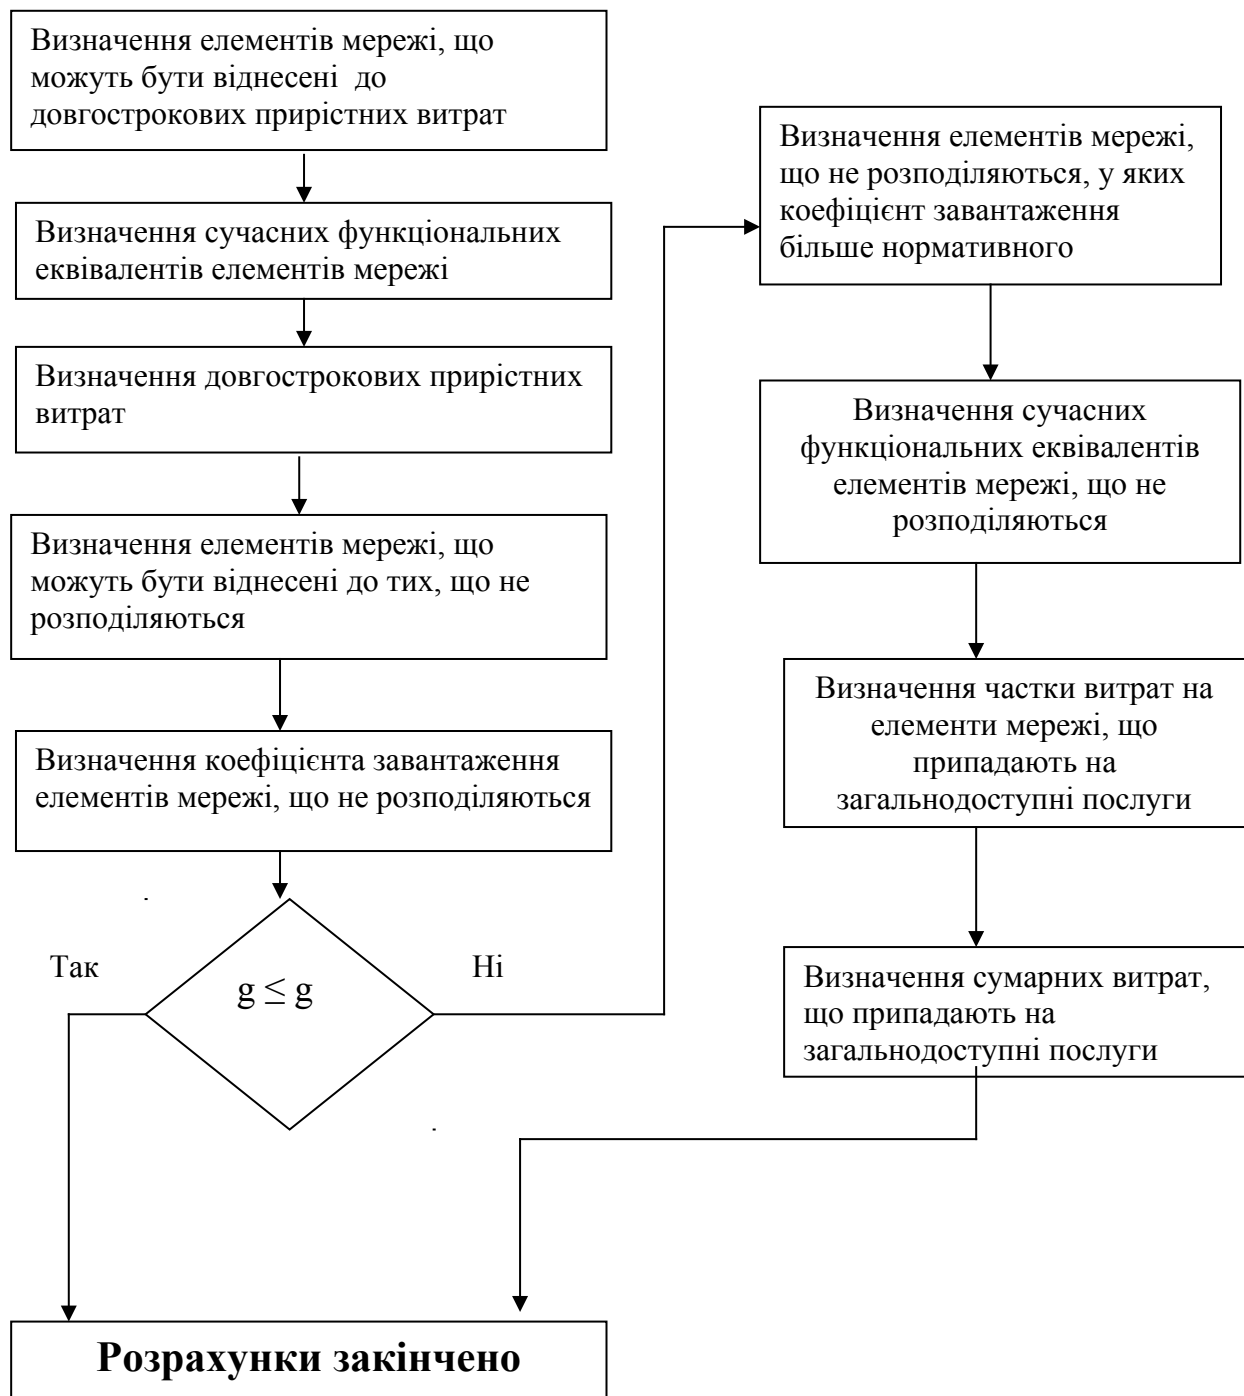 Визначення елементів мережі, що
можуть бути віднесені до
довгострокових прирістних витрат
Визначення сучасних функціональних
еквівалентів елементів мережі
Визначення довгострокових прирістних
витрат
Визначення елементів мережі, що
можуть бути віднесені до тих, що не
розподіляються
Визначення коефіцієнта завантаження
елементів мережі, що не розподіляються
Так
g ≤ g
Ні
Визначення елементів мережі,
що не розподіляються, у яких
коефіцієнт завантаження
більше нормативного
Визначення сучасних
функціональних еквівалентів
елементів мережі, що не
розподіляються
Визначення частки витрат на
елементи мережі, що
припадають на
загальнодоступні послуги
Визначення сумарних витрат,
що припадають на
загальнодоступні послуги
Розрахунки закінчено